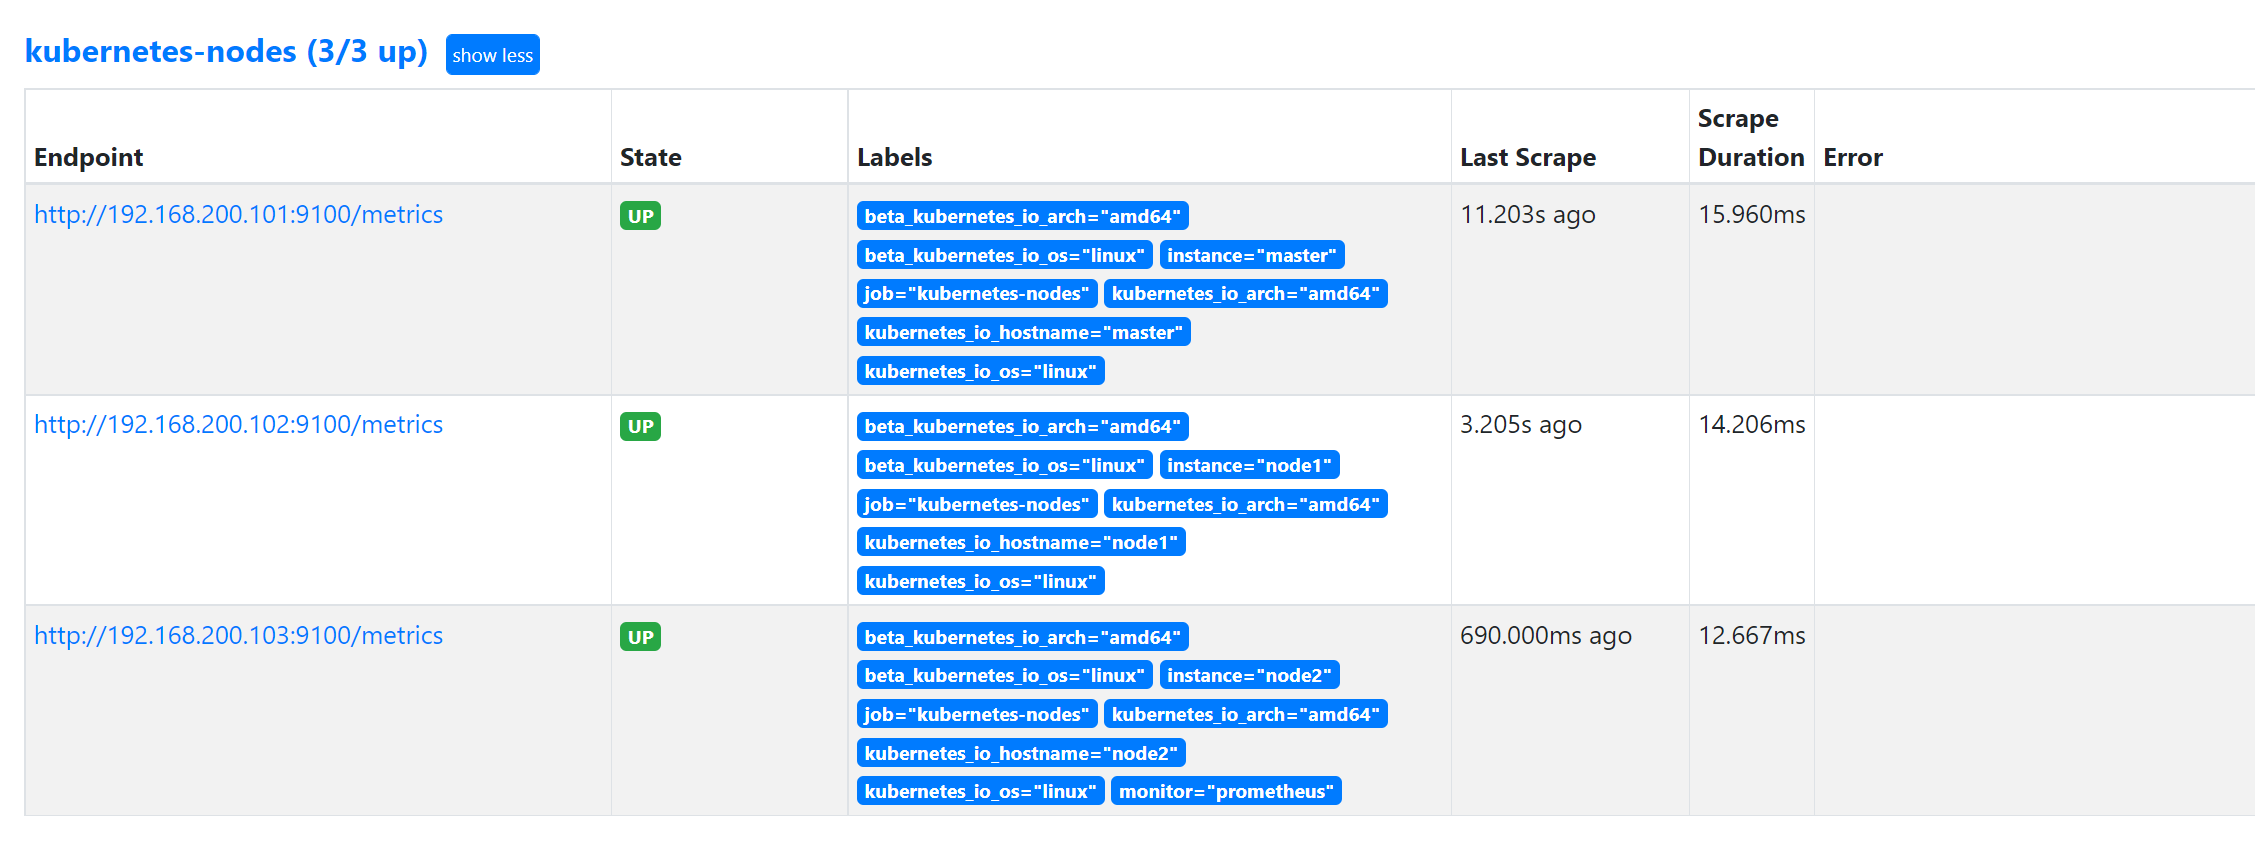 kubernetes-nodes (3/3 up) show less
Endpoint State Labels Last Scrape Scrape Duration Error
http://192.168.200.101:9100/metrics UP beta_kubernetes_io_arch="amd64" 11.203s ago 15.960ms
beta_kubernetes_io_os="linux" instance="master"
job="kubernetes-nodes" kubernetes_io_arch="amd64"
kubernetes_io_hostname="master"
kubernetes_io_os="linux"
http://192.168.200.102:9100/metrics UP beta_kubernetes_io_arch="amd64" 3.205s ago 14.206ms
beta_kubernetes_io_os="linux" instance="node1"
job="kubernetes-nodes" kubernetes_io_arch="amd64"
kubernetes_io_hostname="node1"
kubernetes_io_os="linux"
http://192.168.200.103:9100/metrics UP beta_kubernetes_io_arch="amd64" 690.000ms ago 12.667ms
beta_kubernetes_io_os="linux" instance="node2"
job="kubernetes-nodes" kubernetes_io_arch="amd64"
kubernetes_io_hostname="node2"
kubernetes_io_os="linux" monitor="prometheus"